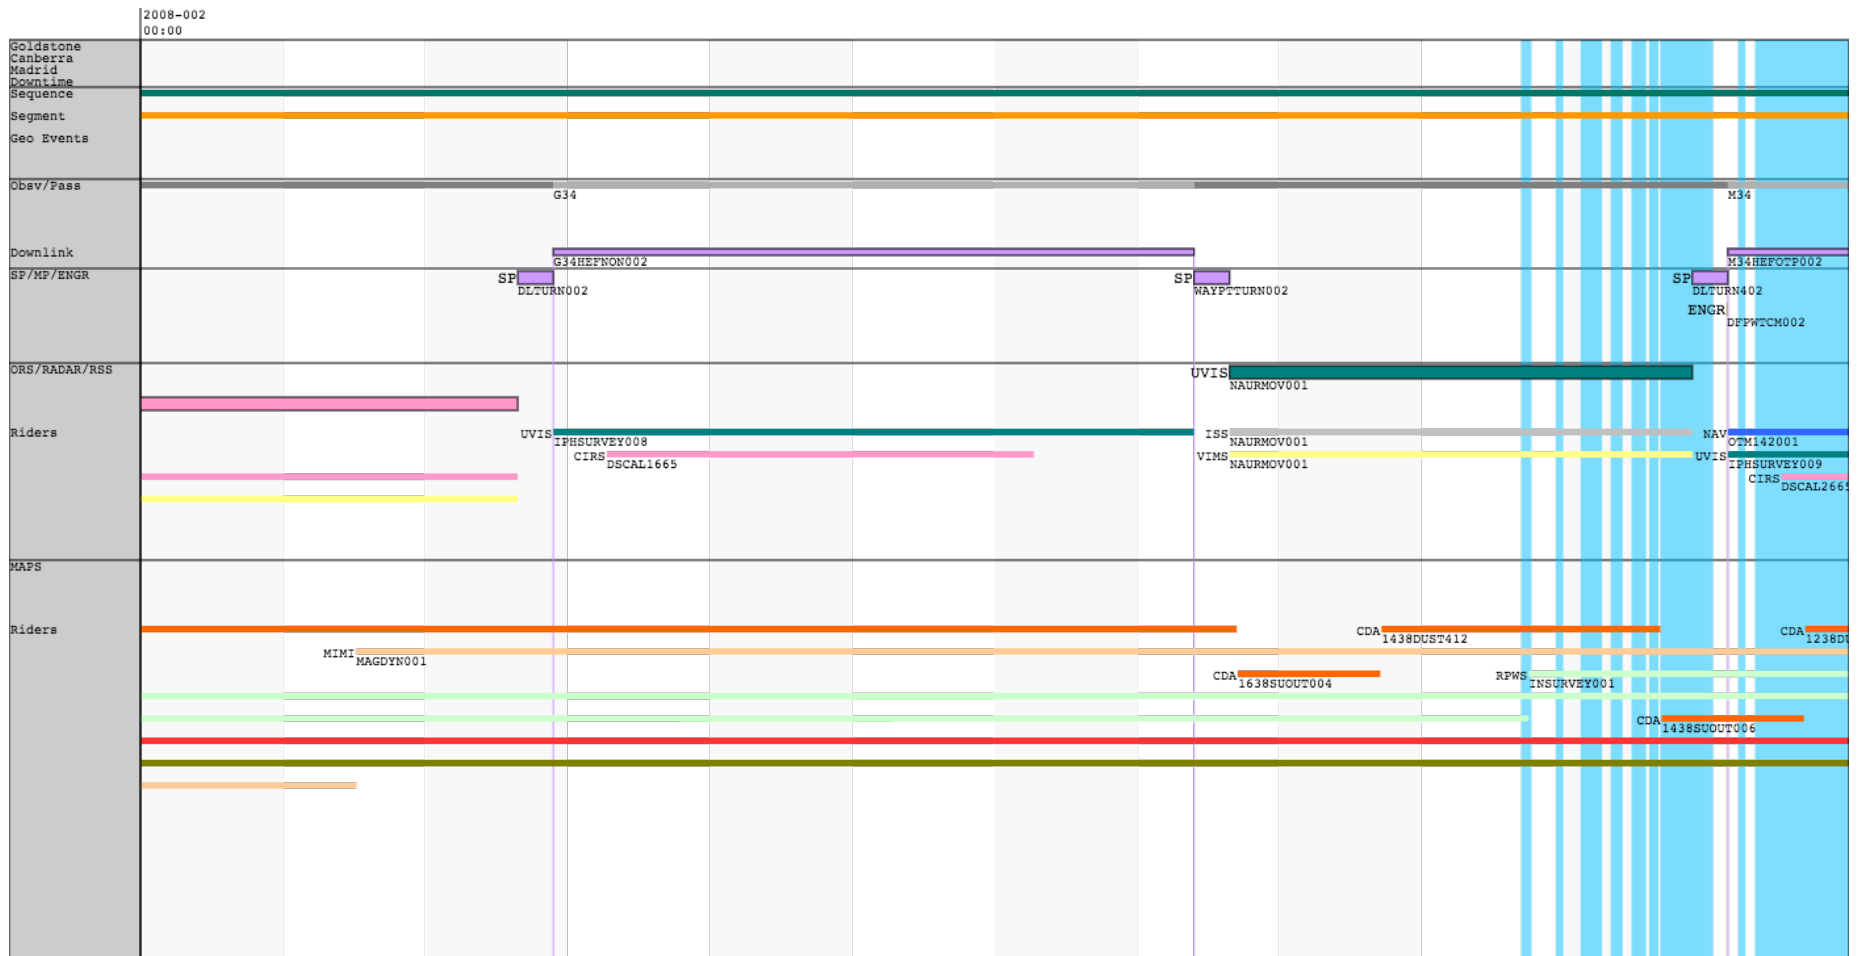 2008-002
00:00
Goldstone
Canberra
Madrid
Downtime
Sequence
Segment
Geo Events
Obsv/Pass
G34
M34
Downlink
G34HEFNON002
M34HEFOTP002
SP/MP/ENGR
SP
DLTURN002
SP
WAYPTTURN002
SP
DLTURN402
ENGR
DFPWTCM002
ORS/RADAR/RSS
UVIS
NAURMOV001
Riders
UVIS
IPHSURVEY008
ISS
NAURMOV001
NAV
OTM142001
CIRS
DSCAL1665
VIMS
NAURMOV001
UVIS
IPHSURVEY009
CIRS
DSCAL2665
MAPS
Riders
CDA
1438DUST412
CDA
1238DU
MIMI
MAGDYN001
CDA
1638SUOUT004
RPWS
INSURVEY001
CDA
1438SUOUT006